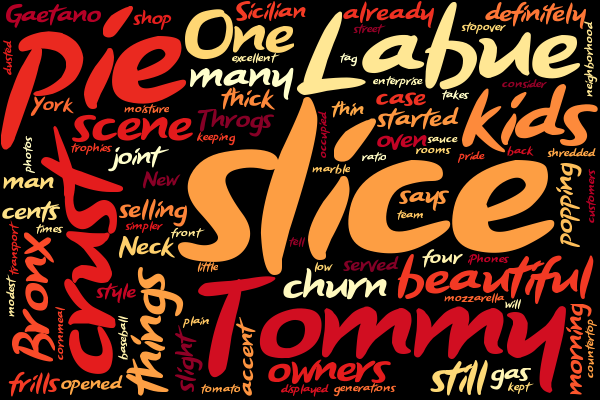 Gaetano
shop
Sicilian
already
definitely
pie
One
Labue
street
stopover
neighborhood
dusted
excellent
tag
many
enterprise
takes
consider
york
moisture
thick
thin
case
kids
scene
Throgs
occupied
started
trophies
keeping
oven
sauce
back
shredded
photos
joint
ratio
rooms
pride
man
New
marble
slice
popping
customers
crust
says
cents
selling
team
times
simpler
front
transport
Neck
tell
Bronx
little
low
served
four
Phones
modest
style
things
churn
beautiful
mozzarella
will
cornmeal
baseball
plain
slight
accent
Tommy
morning
countertop
owners
frills
opened
tomato
displayed
generations
still
gas
kept